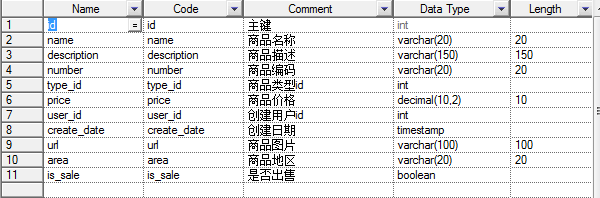 Name Code Comment Data Type Length
1 id = id 主键 int
2 name name 商品名称 varchar(20) 20
3 description description 商品描述 varchar(150) 150
4 number number 商品编码 varchar(20) 20
5 type_id type_id 商品类型id int
6 price price 商品价格 decimal(10,2) 10
7 user_id user_id 创建用户id int
8 create_date create_date 创建日期 timestamp
9 url url 商品图片 varchar(100) 100
10 area area 商品地区 varchar(20) 20
11 is_sale is_sale 是否出售 boolean